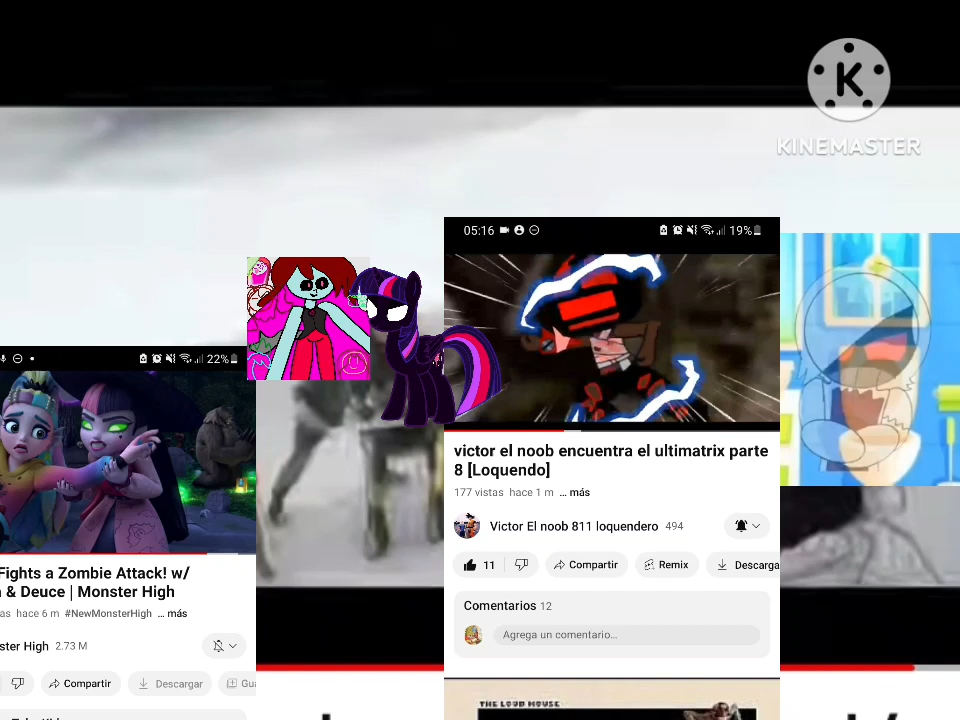 K
KINEMASTER
05:16
19%
victor el noob encuentra el ultimatrix parte
8 [Loquendo]
177 vistas hace 1 m ... más
Victor El noob 811 loquendero 494
11
Compartir
Remix
Descarga
Comentarios 12
Agrega un comentario...
THE LOUD HOUSE
22%
Fights a Zombie Attack! w/
& Deuce | Monster High
as hace 6 m #NewMonsterHigh ... más
ster High 2.73 M
Compartir
Descargar
Gua